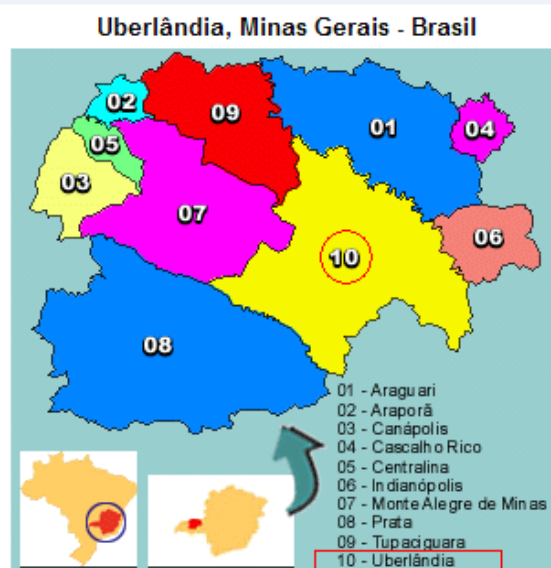 Uberlândia, Minas Gerais - Brasil
02
09
01
04
05
03
07
06
10
08
01 - Araguari
02 - Araporã
03 - Canápolis
04 - Cascalho Rico
05 - Centralina
06 - Indianópolis
07 - Monte Alegre de Minas
08 - Prata
09 - Tupaciguara
10 - Uberlândia